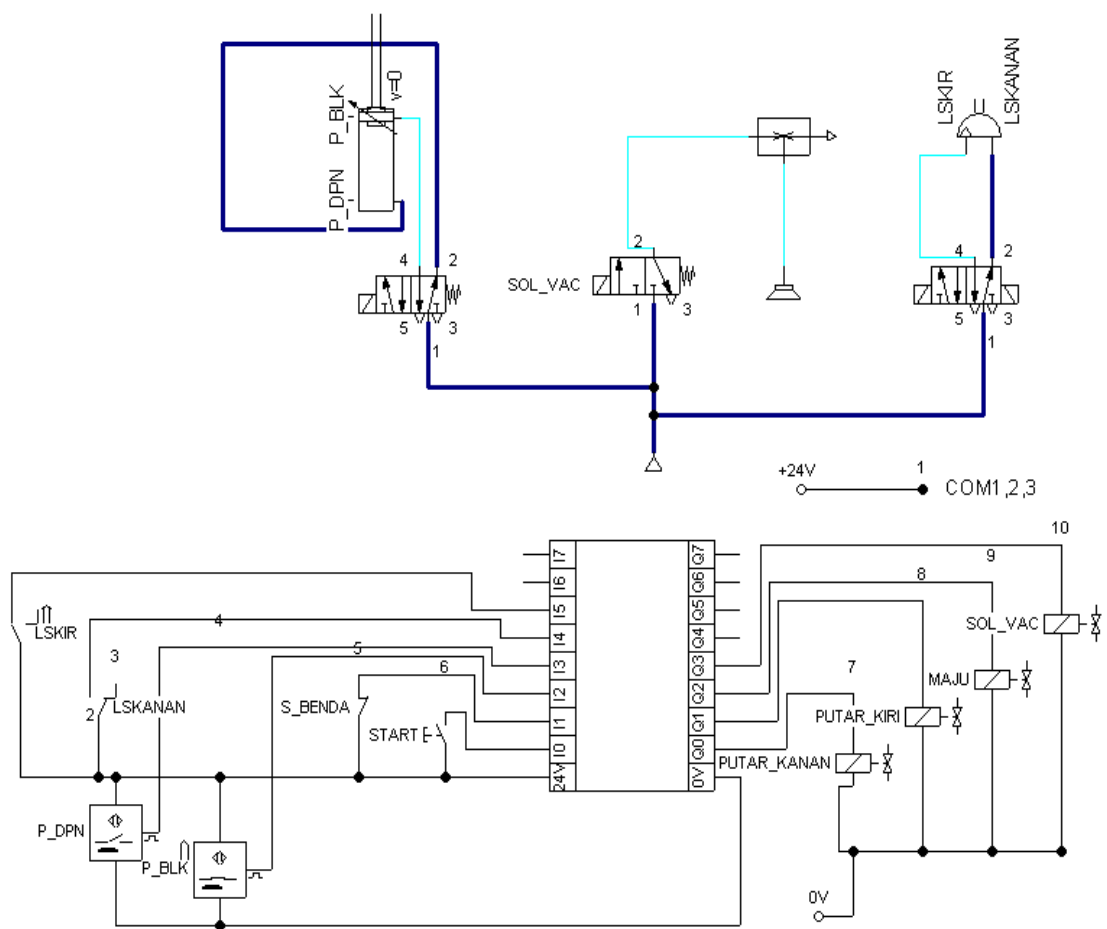 P_BLK
v=0
P_DPN
4 2
5 3
1
SOL_VAC
2
1 3
LSKIR
LSKANAN
4 2
5 3
1
+24V 1
COM1,2,3
10
9
8
7
I7 Q7
I6 Q6
I5 Q5
I4 Q4
I3 Q3
I2 Q2
I1 Q1
I0 Q0
24V 0V
LSKIR
4
3
5
6
2 LSKANAN
S_BENDA
START
SOL_VAC
MAJU
PUTAR_KIRI
PUTAR_KANAN
P_DPN
P_BLK
0V